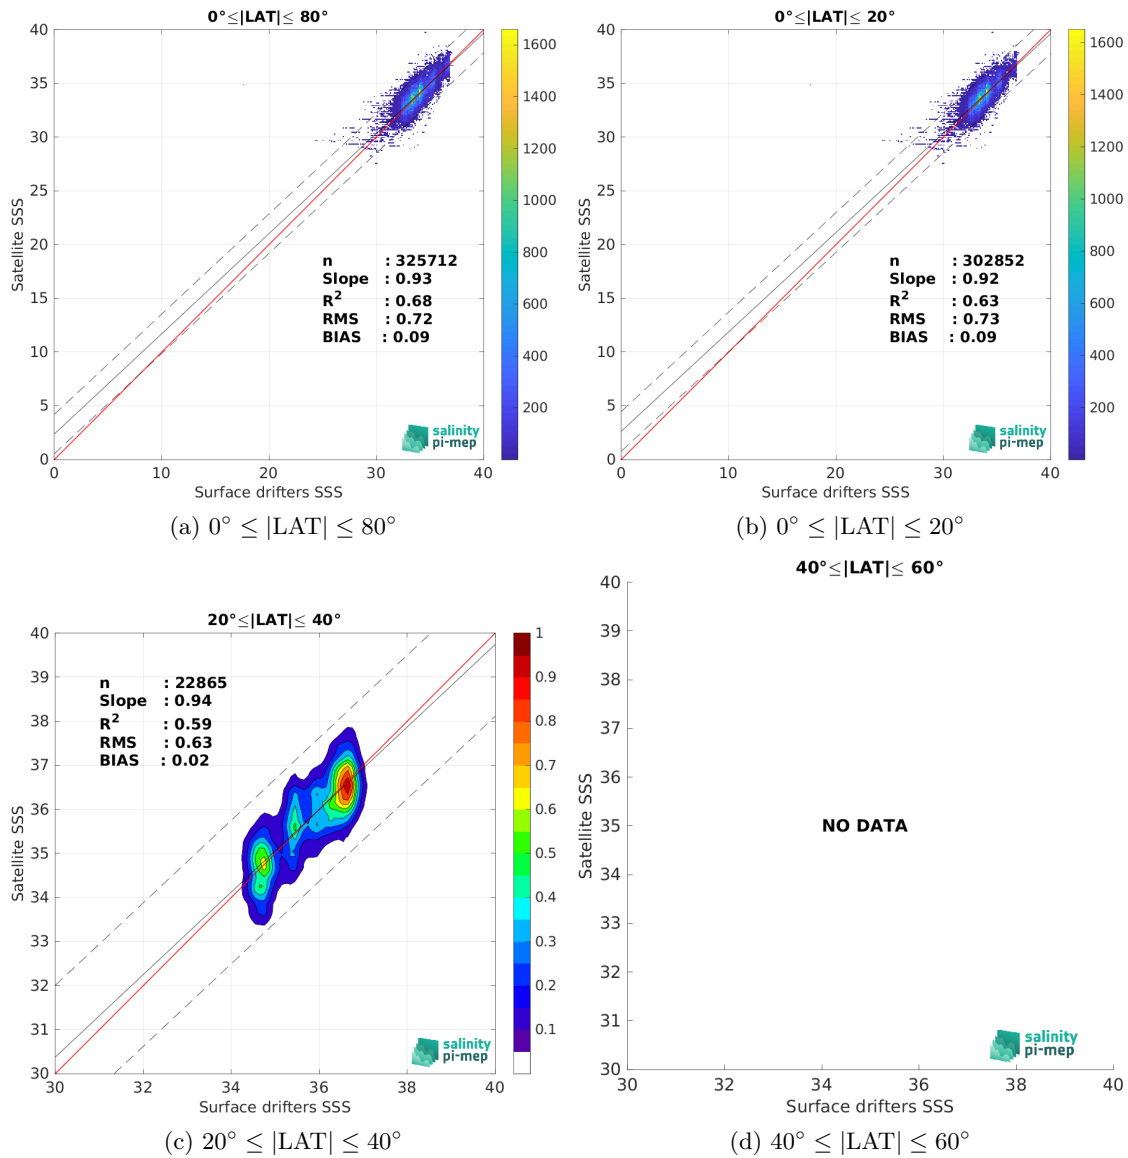 0°≤|LAT|≤ 80°
40
35
30
25
20
15
10
5
0
Satellite SSS
n : 325712
Slope : 0.93
R² : 0.68
RMS : 0.72
BIAS : 0.09
salinity
pi-mep
0 10 20 30 40
Surface drifters SSS
1600
1400
1200
1000
800
600
400
200
(a) 0° ≤ |LAT| ≤ 80°
0°≤|LAT|≤ 20°
40
35
30
25
20
15
10
5
0
Satellite SSS
n : 302852
Slope : 0.92
R² : 0.63
RMS : 0.73
BIAS : 0.09
salinity
pi-mep
0 10 20 30 40
Surface drifters SSS
1600
1400
1200
1000
800
600
400
200
(b) 0° ≤ |LAT| ≤ 20°
20°≤|LAT|≤ 40°
40
39
38
37
36
35
34
33
32
31
30
Satellite SSS
n : 22865
Slope : 0.94
R² : 0.59
RMS : 0.63
BIAS : 0.02
salinity
pi-mep
30 32 34 36 38 40
Surface drifters SSS
1
0.9
0.8
0.7
0.6
0.5
0.4
0.3
0.2
0.1
(c) 20° ≤ |LAT| ≤ 40°
40°≤|LAT|≤ 60°
40
39
38
37
36
35
34
33
32
31
30
Satellite SSS
NO DATA
salinity
pi-mep
30 32 34 36 38 40
Surface drifters SSS
(d) 40° ≤ |LAT| ≤ 60°